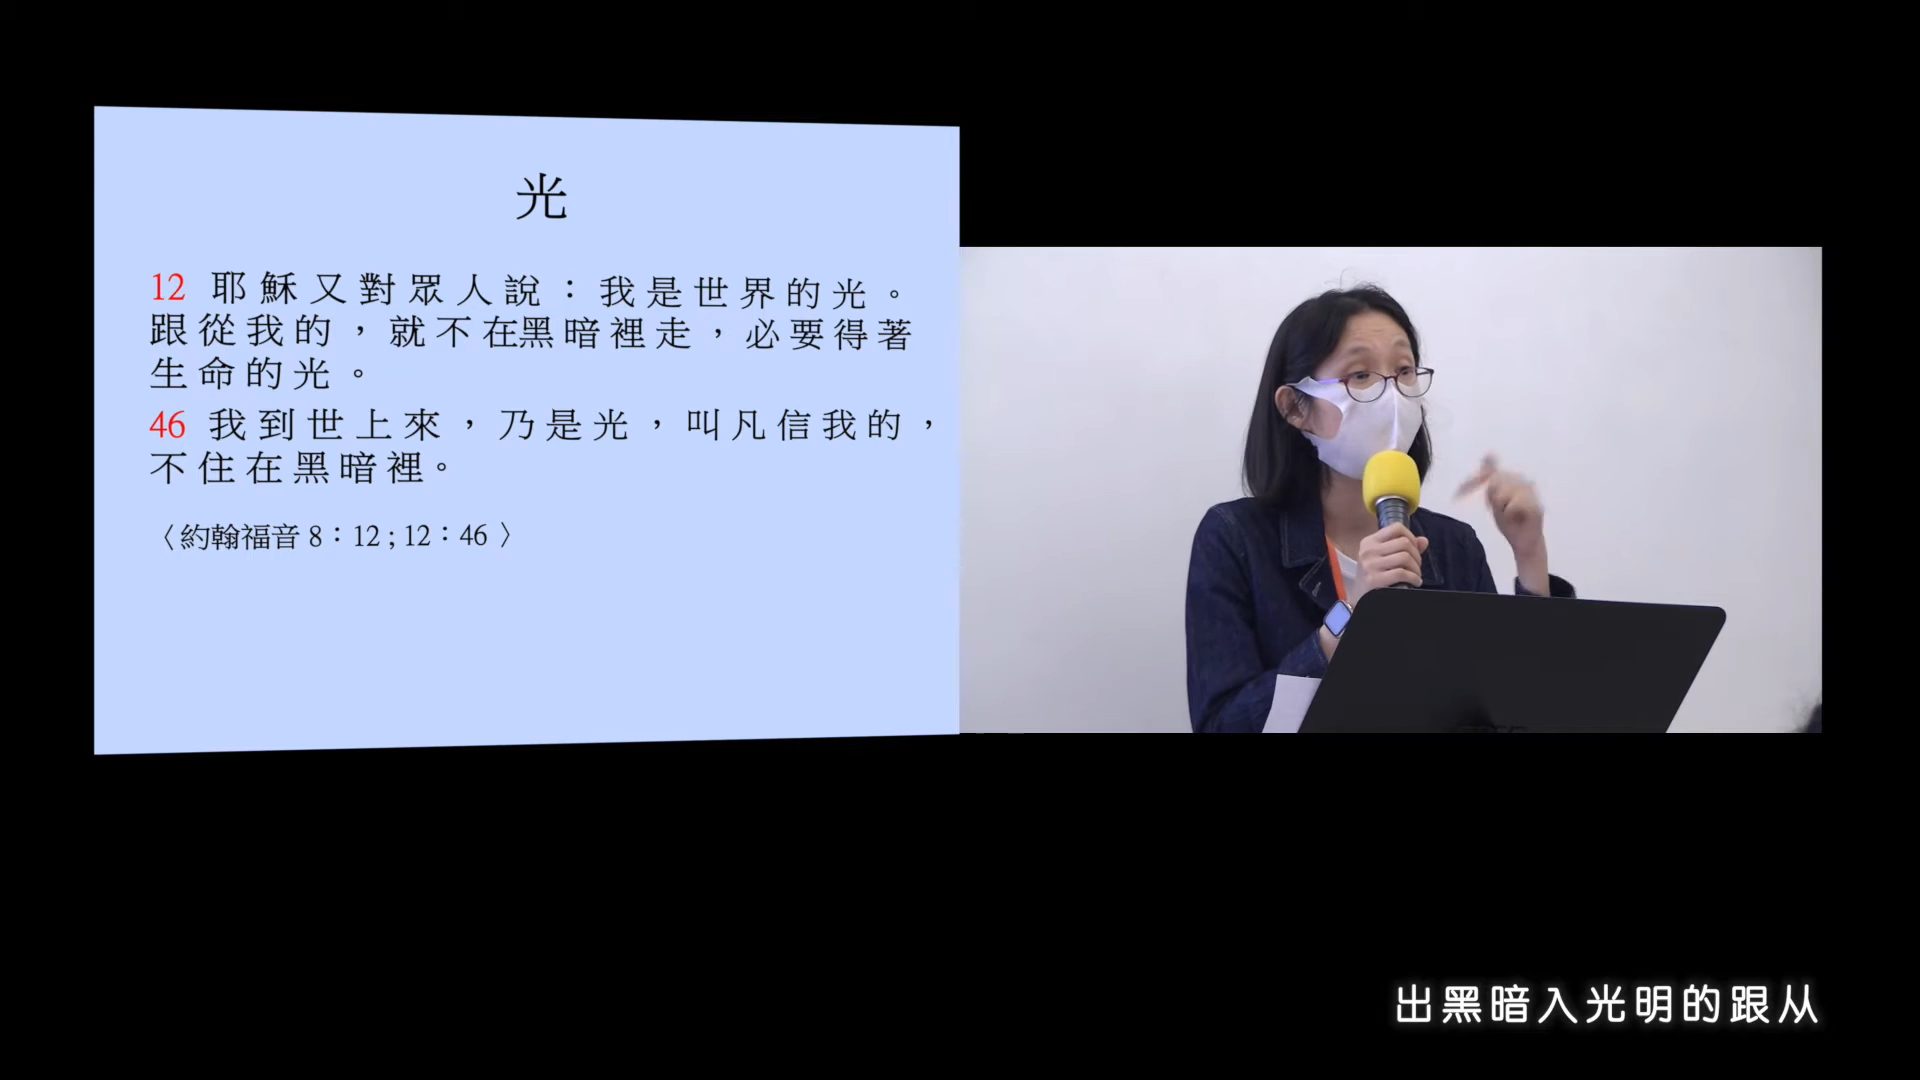 光
12 耶穌又對眾人說：我是世界的光。
跟從我的，就不在黑暗裡走，必要得著
生命的光。
46 我到世上來，乃是光，叫凡信我的，
不住在黑暗裡。
〈約翰福音 8：12 ; 12：46 〉
出黑暗入光明的跟从